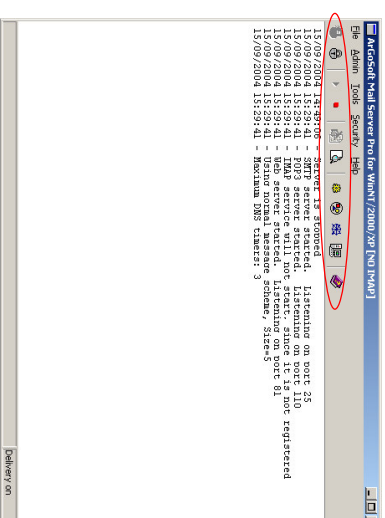 ArGoSoft Mail Server Pro for WinNT/2000/XP [NO IMAP]
File Admin Tools Security Help
15/09/2004 14:49:06 - Server is stopped
15/09/2004 15:29:41 - SMTP server started. Listening on port 25
15/09/2004 15:29:41 - POP3 server started. Listening on port 110
15/09/2004 15:29:41 - IMAP service will not start, since it is not registered
15/09/2004 15:29:41 - Web server started. Listening on port 81
15/09/2004 15:29:41 - Using normal message scheme, Size=5
15/09/2004 15:29:41 - Maximum DNS timers: 3
Delivery on